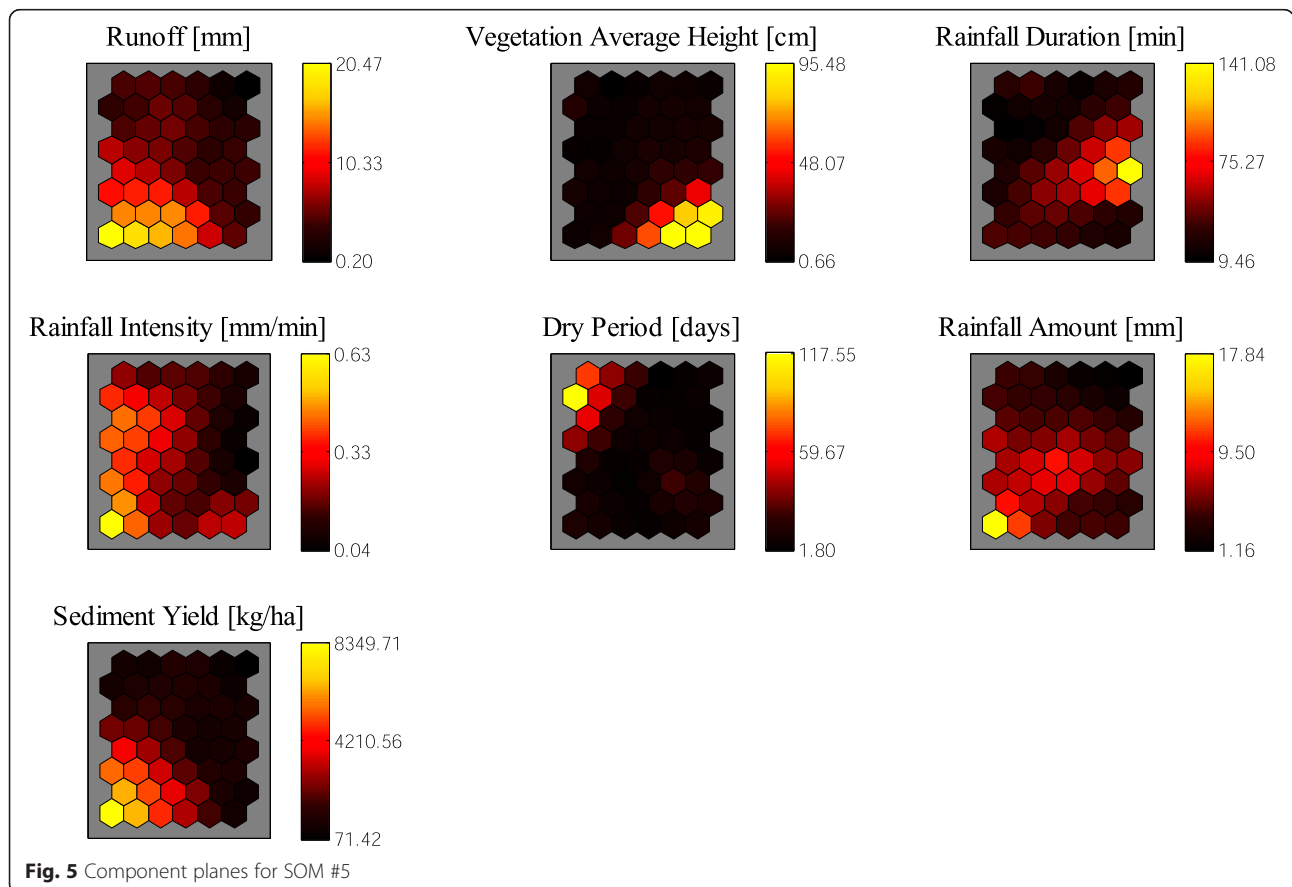 Runoff [mm]
20.47
10.33
0.20
Vegetation Average Height [cm]
95.48
48.07
0.66
Rainfall Duration [min]
141.08
75.27
9.46
Rainfall Intensity [mm/min]
0.63
0.33
0.04
Dry Period [days]
117.55
59.67
1.80
Rainfall Amount [mm]
17.84
9.50
1.16
Sediment Yield [kg/ha]
8349.71
4210.56
71.42
Fig. 5 Component planes for SOM #5